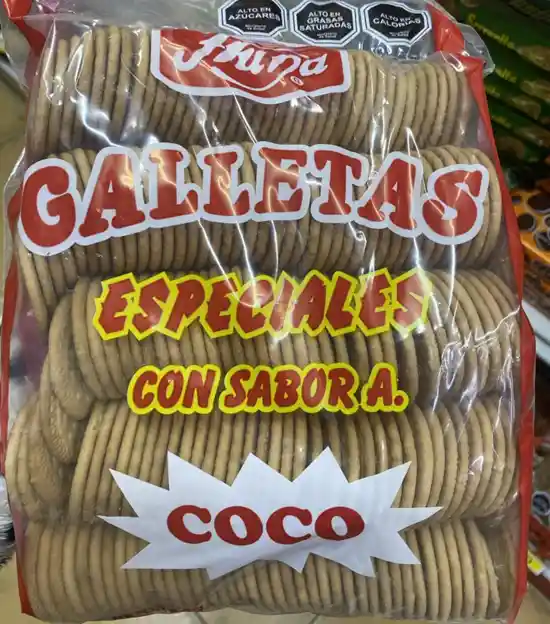 ALTO EN
AZÚCARES
ALTO EN
GRASAS
SATURADAS
ALTO EN
CALORÍAS
GALLETAS
ESPECIALES
CON SABOR A.
COCO